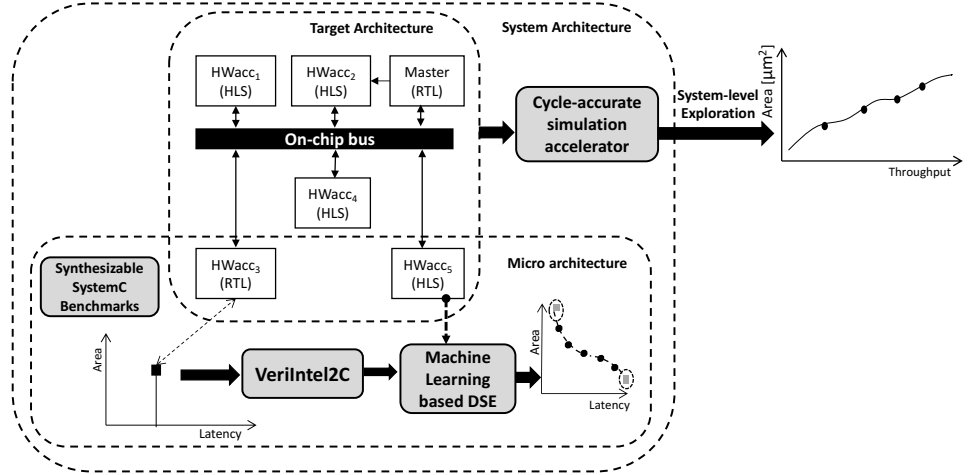 Target Architecture
System Architecture
HWacc₁
(HLS)
HWacc₂
(HLS)
Master
(RTL)
On-chip bus
HWacc₄
(HLS)
Cycle-accurate
simulation
accelerator
System-level
Exploration
Area [µm²]
Throughput
HWacc₃
(RTL)
HWacc₅
(HLS)
Micro architecture
Synthesizable
SystemC
Benchmarks
Area
Latency
VeriIntel2C
Machine
Learning
based DSE
Area
Latency